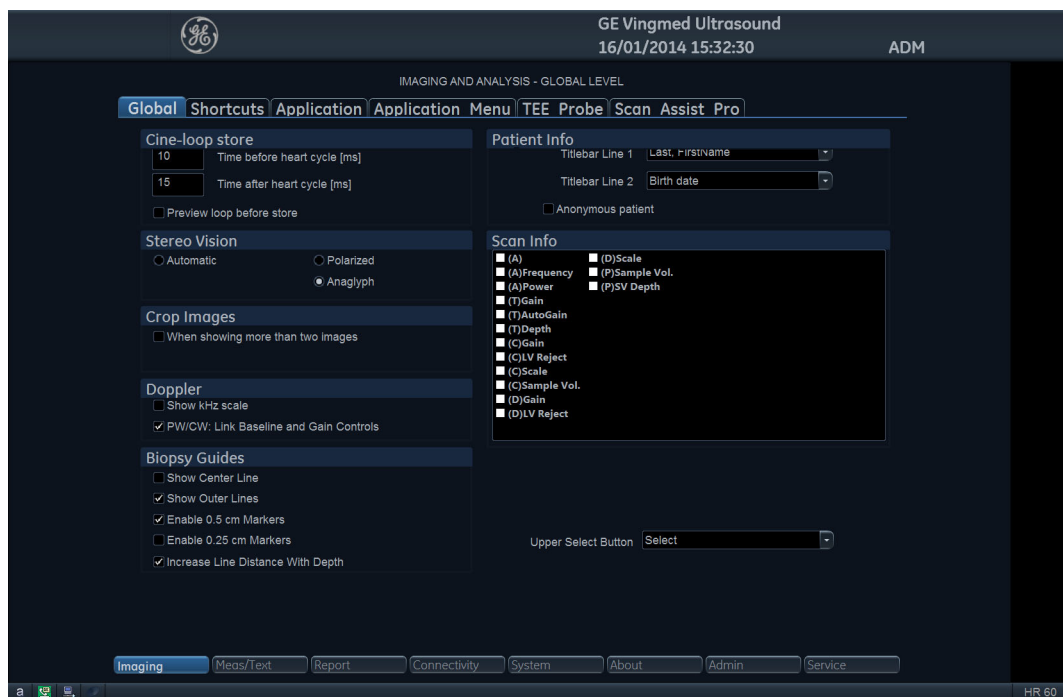 GE Vingmed Ultrasound
16/01/2014 15:32:30 ADM
IMAGING AND ANALYSIS - GLOBAL LEVEL
Global Shortcuts Application Application Menu TEE Probe Scan Assist Pro
Cine-loop store
10 Time before heart cycle [ms]
15 Time after heart cycle [ms]
Preview loop before store
Patient Info
Titlebar Line 1 Last, FirstName
Titlebar Line 2 Birth date
Anonymous patient
Stereo Vision
Automatic Polarized
Anaglyph
Crop Images
When showing more than two images
Doppler
Show kHz scale
PW/CW: Link Baseline and Gain Controls
Biopsy Guides
Show Center Line
Show Outer Lines
Enable 0.5 cm Markers
Enable 0.25 cm Markers
Increase Line Distance With Depth
Scan Info
(A)
(A)Frequency
(A)Power
(T)Gain
(T)AutoGain
(T)Depth
(C)Gain
(C)LV Reject
(C)Scale
(C)Sample Vol.
(D)Gain
(D)LV Reject
(D)Scale
(P)Sample Vol.
(P)SV Depth
Upper Select Button Select
Imaging Meas/Text Report Connectivity System About Admin Service
a HR 60